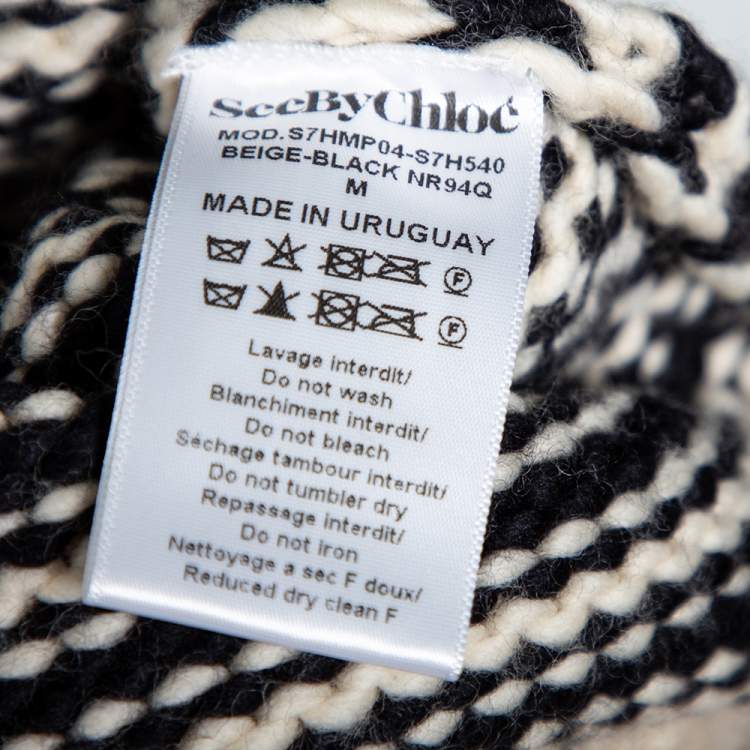 SeeByChloé
MOD.S7HMP04-S7H540
BEIGE-BLACK NR94Q
M
MADE IN URUGUAY
F
F
Lavage interdit/
Do not wash
Blanchiment interdit/
Do not bleach
Séchage tambour interdit/
Do not tumbler dry
Repassage interdit/
Do not iron
Nettoyage a sec F doux/
Reduced dry clean F